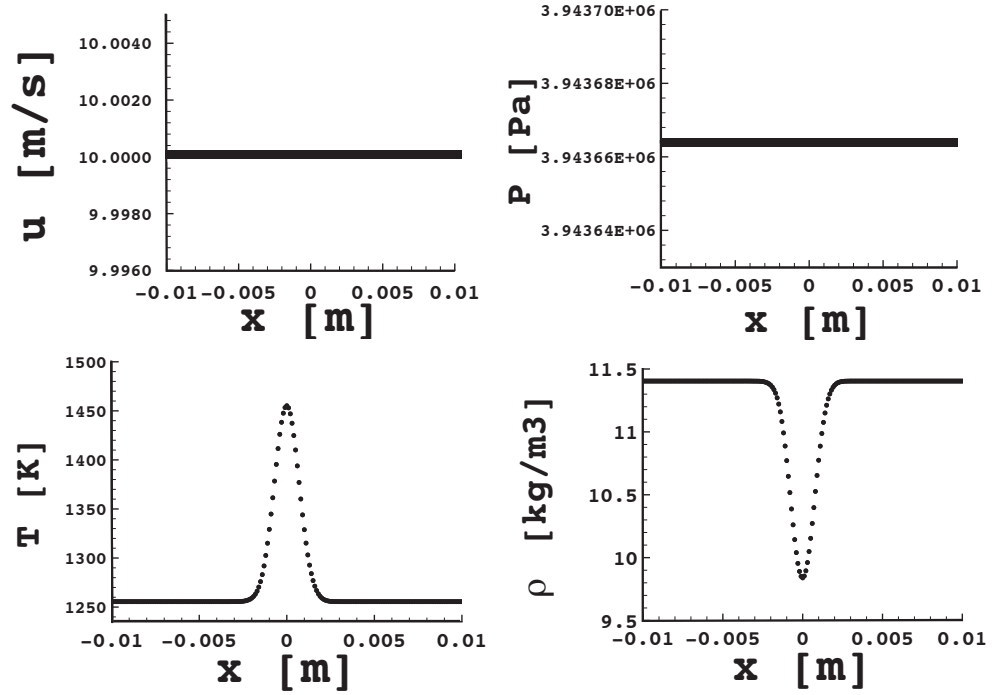 u [m/s]
10.0040
10.0020
10.0000
9.9980
9.9960
-0.01 -0.005 0 0.005 0.01
x [m]
P [Pa]
3.94370E+06
3.94368E+06
3.94366E+06
3.94364E+06
-0.01 -0.005 0 0.005 0.01
x [m]
T [K]
1500
1450
1400
1350
1300
1250
-0.01 -0.005 0 0.005 0.01
x [m]
ρ [kg/m3]
11.5
11
10.5
10
9.5
-0.01 -0.005 0 0.005 0.01
x [m]